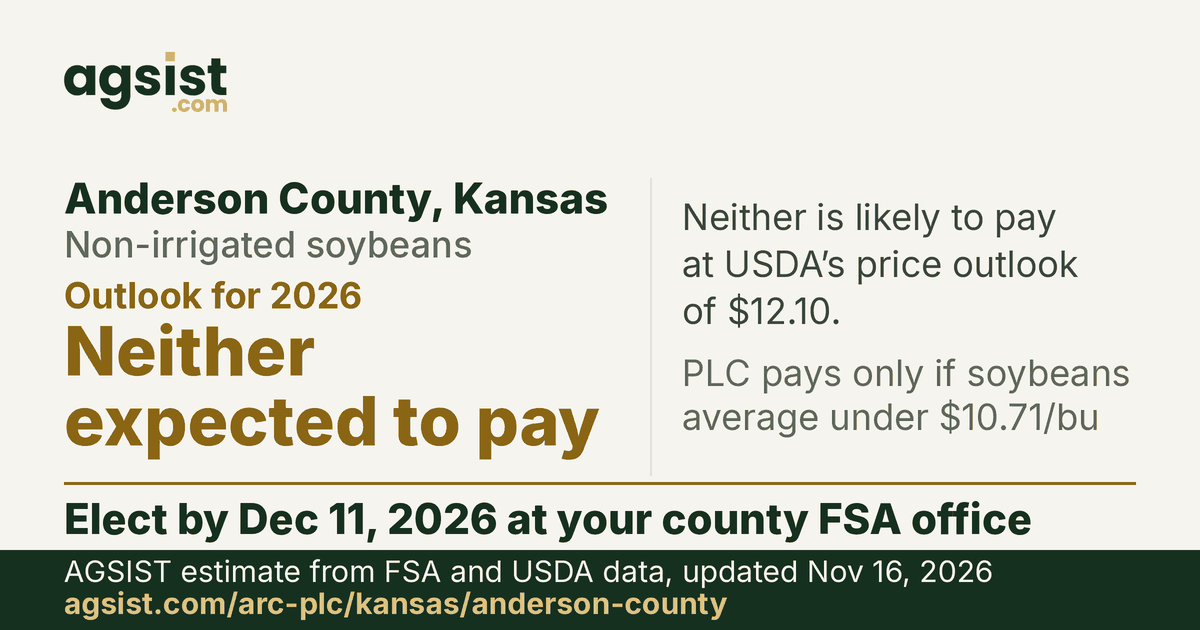 agsist
.com
Anderson County, Kansas
Non-irrigated soybeans
Outlook for 2026
Neither
expected to pay
Neither is likely to pay
at USDA’s price outlook
of $12.10.
PLC pays only if soybeans
average under $10.71/bu
Elect by Dec 11, 2026 at your county FSA office
AGSIST estimate from FSA and USDA data, updated Nov 16, 2026
agsist.com/arc-plc/kansas/anderson-county